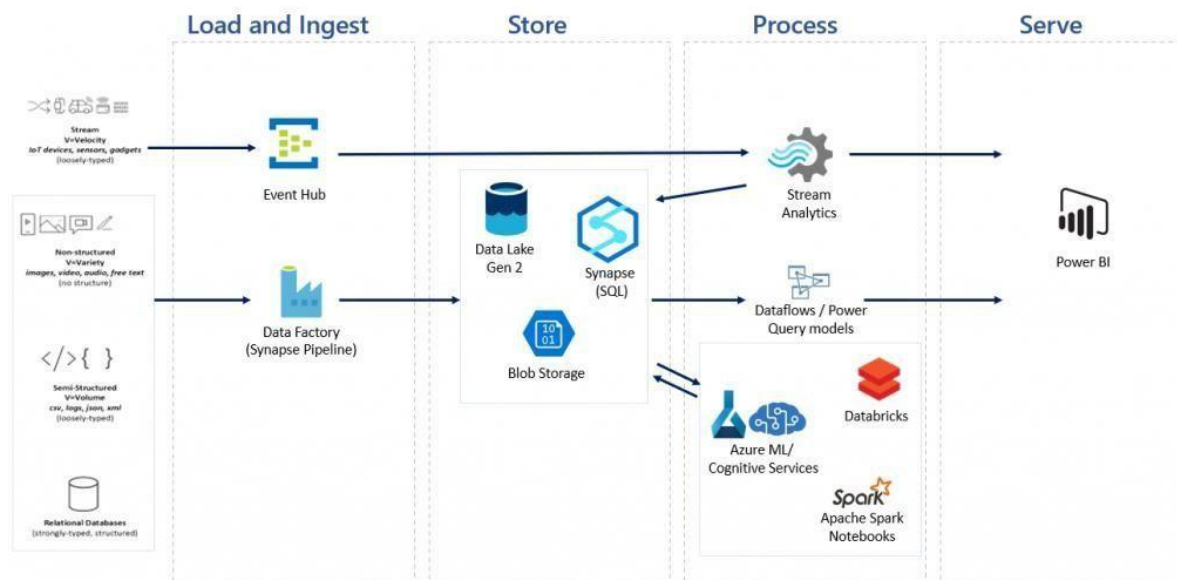 Load and Ingest
Store
Process
Serve
Stream
V=Velocity
IoT devices, sensors, gadgets
(loosely-typed)
Event Hub
Stream
Analytics
Non-structured
V=Variety
images, video, audio, free text
(no structure)
Data Factory
(Synapse Pipeline)
Data Lake
Gen 2
Synapse
(SQL)
10
01
Blob Storage
Dataflows / Power
Query models
Power BI
</> { }
Semi-Structured
V=Volume
csv, logs, json, xml
(loosely-typed)
Azure ML/
Cognitive Services
Databricks
Spark
Apache Spark
Notebooks
Relational Databases
(strongly-typed, structured)